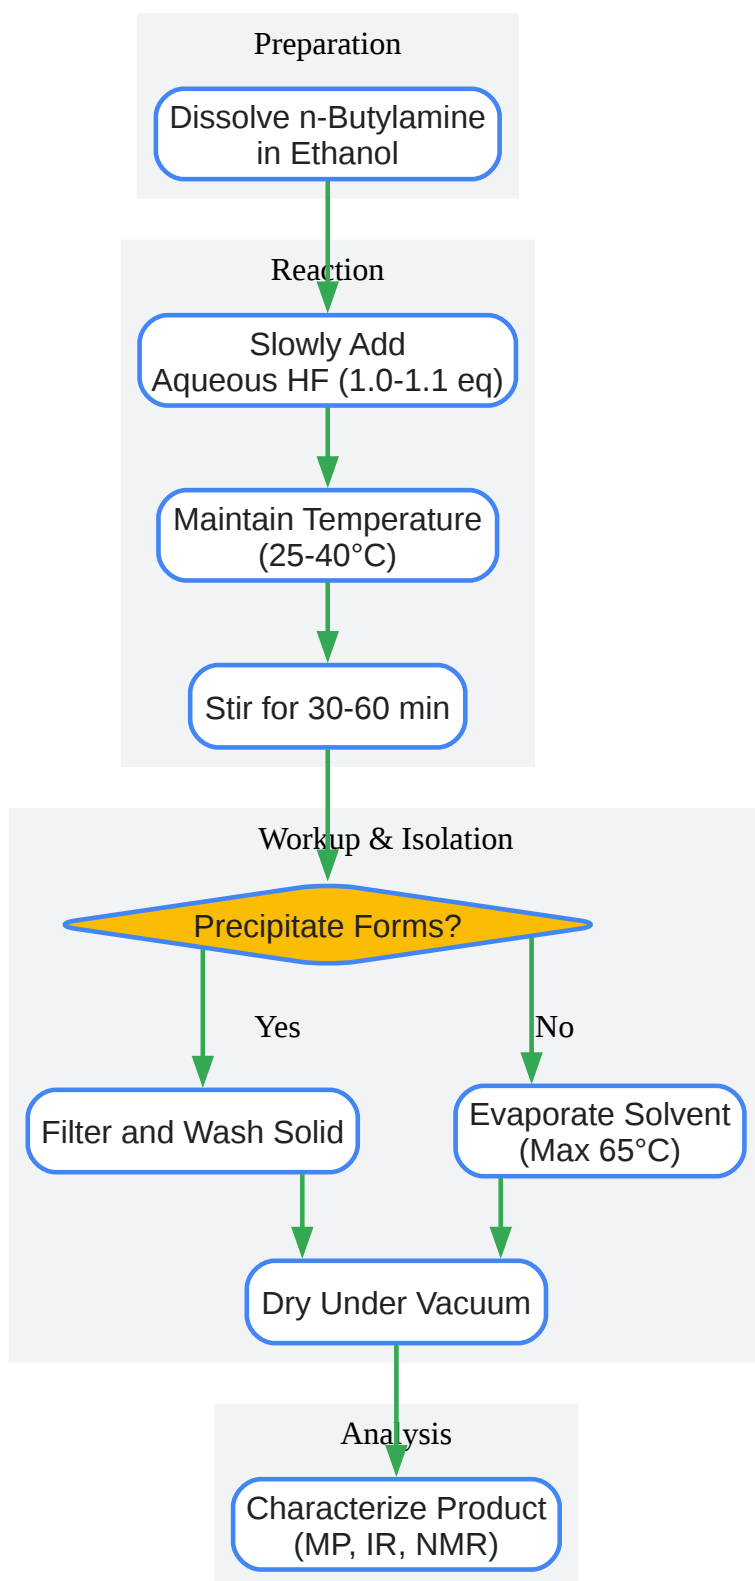 Preparation
Dissolve n-Butylamine
in Ethanol
Reaction
Slowly Add
Aqueous HF (1.0-1.1 eq)
Maintain Temperature
(25-40°C)
Stir for 30-60 min
Workup & Isolation
Precipitate Forms?
Yes
No
Filter and Wash Solid
Evaporate Solvent
(Max 65°C)
Dry Under Vacuum
Analysis
Characterize Product
(MP, IR, NMR)